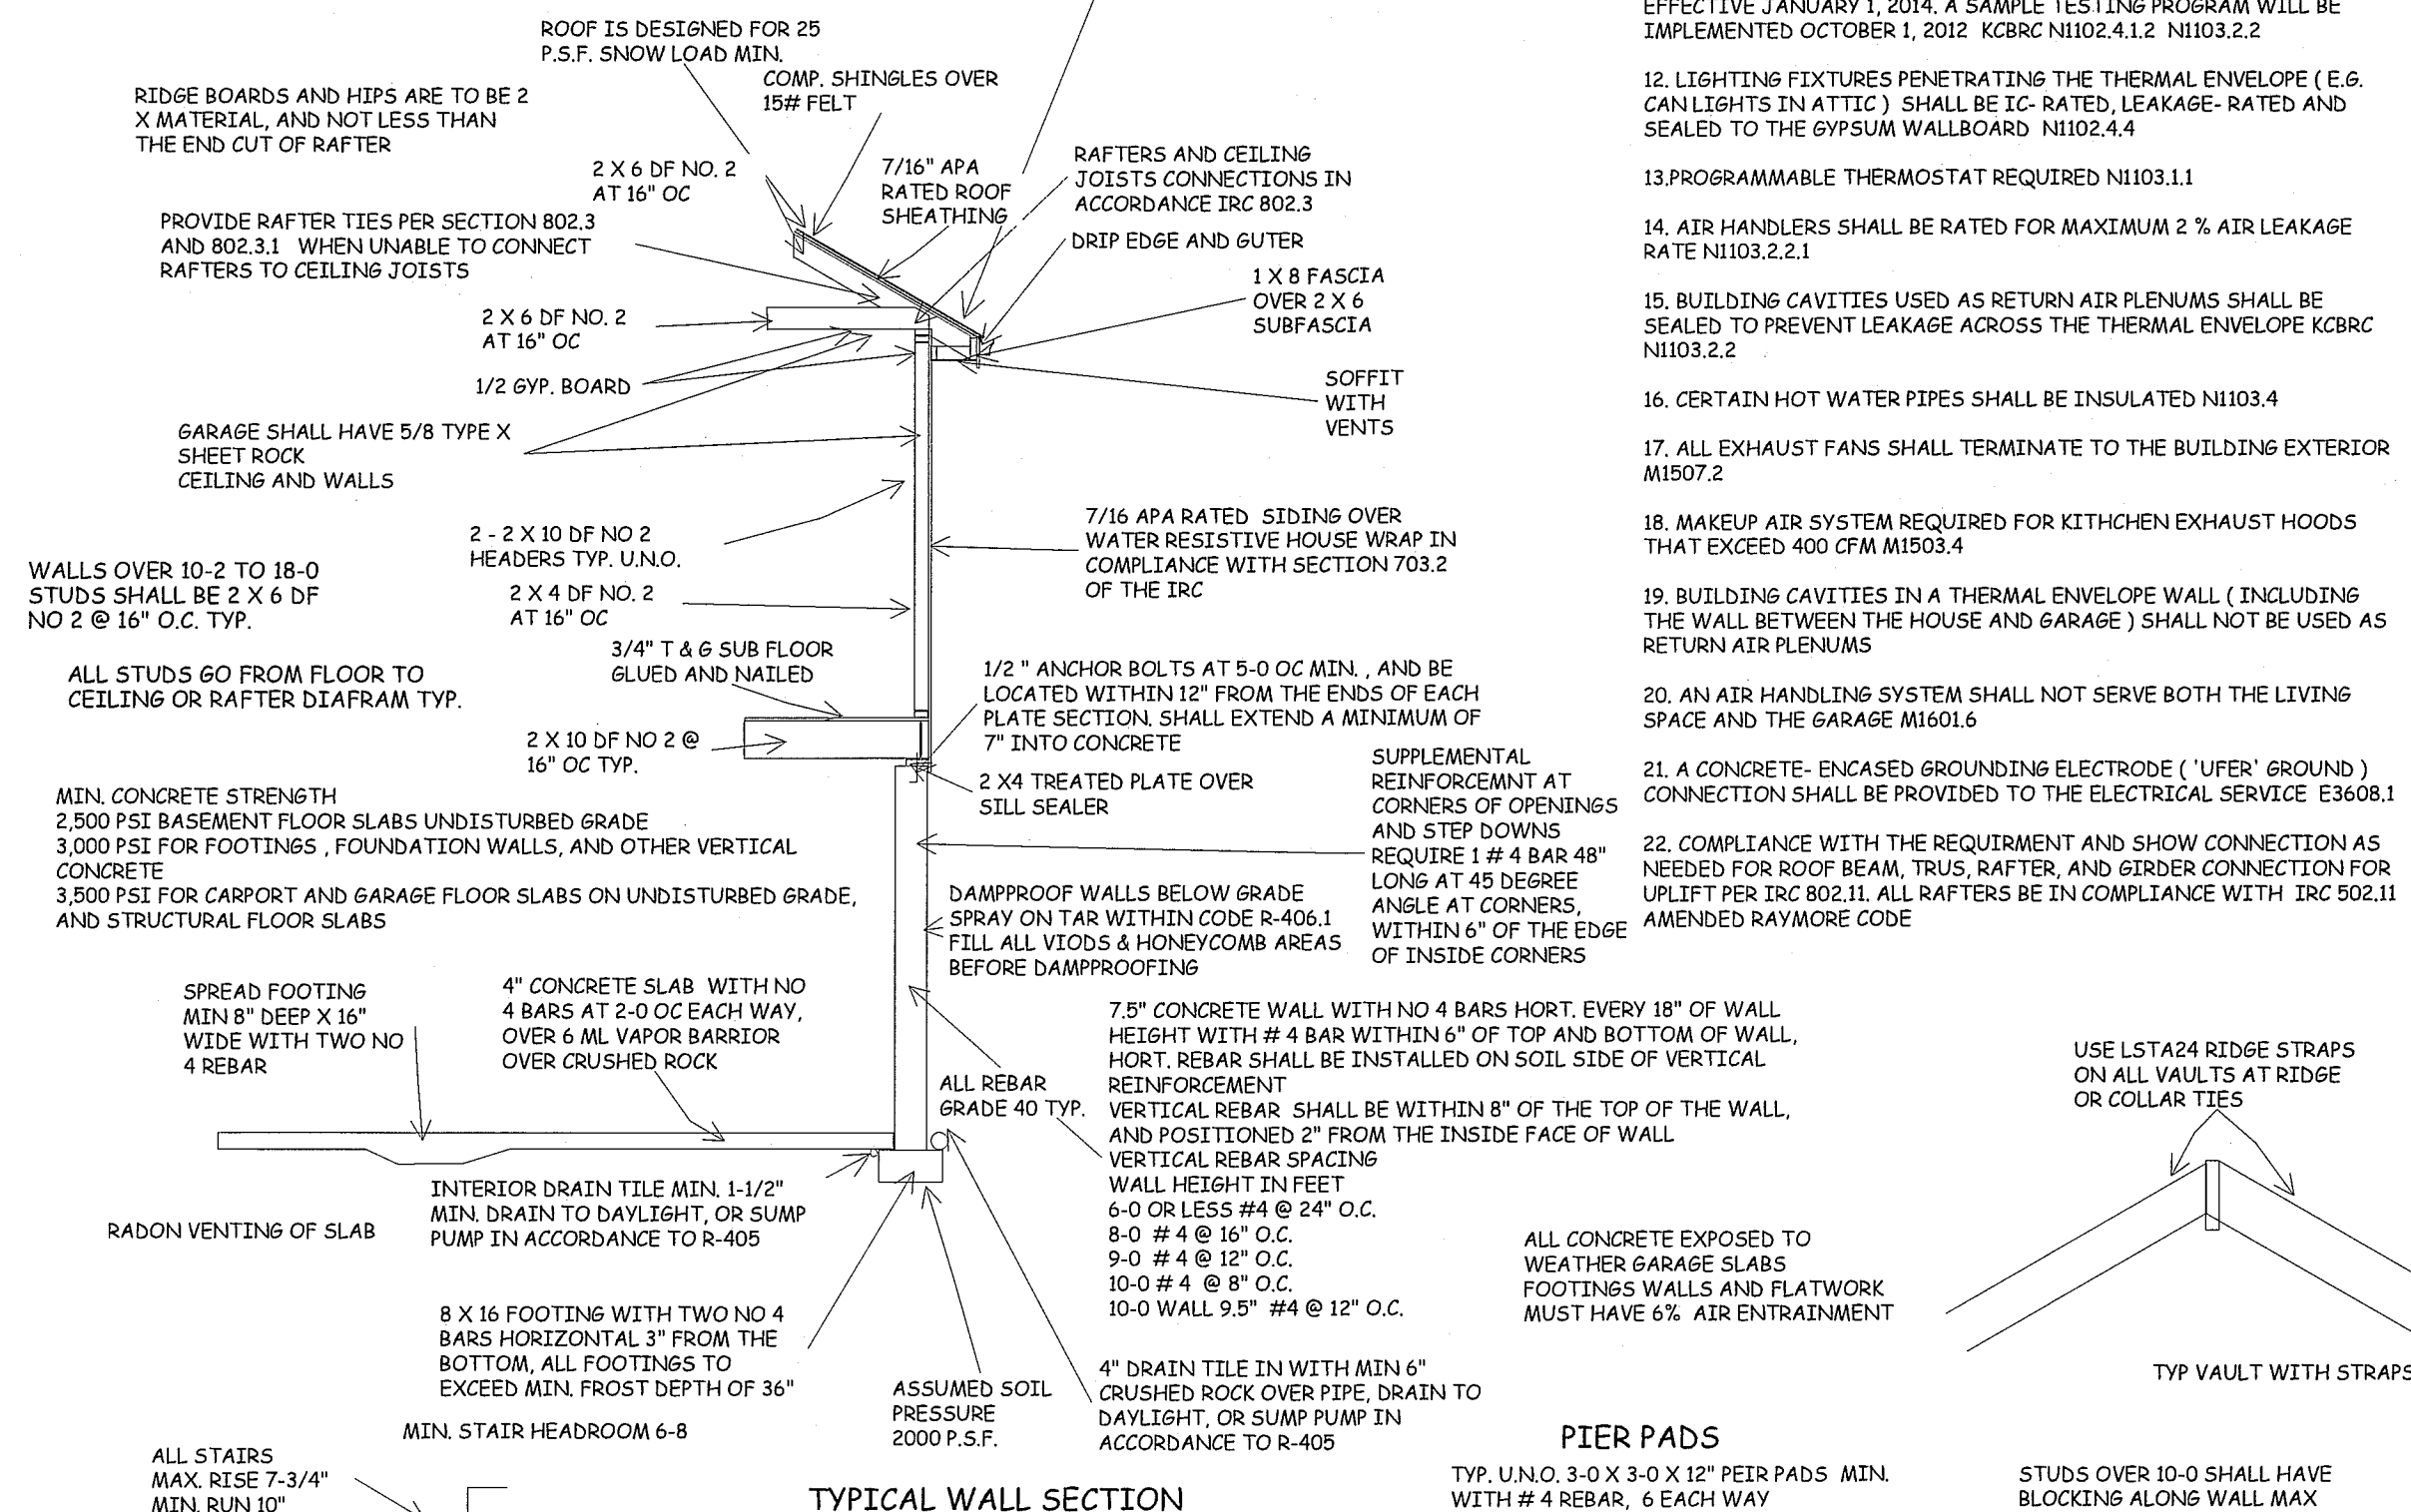 ROOF IS DESIGNED FOR 25
P.S.F. SNOW LOAD MIN.
COMP. SHINGLES OVER
15# FELT
RIDGE BOARDS AND HIPS ARE TO BE 2
X MATERIAL, AND NOT LESS THAN
THE END CUT OF RAFTER
2 X 6 DF NO. 2
AT 16" OC
7/16" APA
RATED ROOF
SHEATHING
RAFTERS AND CEILING
JOISTS CONNECTIONS IN
ACCORDANCE IRC 802.3
PROVIDE RAFTER TIES PER SECTION 802.3
AND 802.3.1 WHEN UNABLE TO CONNECT
RAFTERS TO CEILING JOISTS
DRIP EDGE AND GUTER
1 X 8 FASCIA
OVER 2 X 6
SUBFASCIA
2 X 6 DF NO. 2
AT 16" OC
1/2 GYP. BOARD
SOFFIT
WITH
VENTS
GARAGE SHALL HAVE 5/8 TYPE X
SHEET ROCK
CEILING AND WALLS
2 - 2 X 10 DF NO 2
HEADERS TYP. U.N.O.
7/16 APA RATED SIDING OVER
WATER RESISTIVE HOUSE WRAP IN
COMPLIANCE WITH SECTION 703.2
OF THE IRC
WALLS OVER 10-2 TO 18-0
STUDS SHALL BE 2 X 6 DF
NO 2 @ 16" O.C. TYP.
2 X 4 DF NO. 2
AT 16" OC
3/4" T & G SUB FLOOR
GLUED AND NAILED
ALL STUDS GO FROM FLOOR TO
CEILING OR RAFTER DIAFRAM TYP.
1/2 " ANCHOR BOLTS AT 5-0 OC MIN. , AND BE
LOCATED WITHIN 12" FROM THE ENDS OF EACH
PLATE SECTION. SHALL EXTEND A MINIMUM OF
7" INTO CONCRETE
2 X 10 DF NO 2 @
16" OC TYP.
2 X4 TREATED PLATE OVER
SILL SEALER
SUPPLEMENTAL
REINFORCEMNT AT
CORNERS OF OPENINGS
AND STEP DOWNS
REQUIRE 1 # 4 BAR 48"
LONG AT 45 DEGREE
ANGLE AT CORNERS,
WITHIN 6" OF THE EDGE
OF INSIDE CORNERS
MIN. CONCRETE STRENGTH
2,500 PSI BASEMENT FLOOR SLABS UNDISTURBED GRADE
3,000 PSI FOR FOOTINGS , FOUNDATION WALLS, AND OTHER VERTICAL
CONCRETE
3,500 PSI FOR CARPORT AND GARAGE FLOOR SLABS ON UNDISTURBED GRADE,
AND STRUCTURAL FLOOR SLABS
DAMPPROOF WALLS BELOW GRADE
SPRAY ON TAR WITHIN CODE R-406.1
FILL ALL VIODS & HONEYCOMB AREAS
BEFORE DAMPPROOFING
SPREAD FOOTING
MIN 8" DEEP X 16"
WIDE WITH TWO NO
4 REBAR
4" CONCRETE SLAB WITH NO
4 BARS AT 2-0 OC EACH WAY,
OVER 6 ML VAPOR BARRIOR
OVER CRUSHED ROCK
ALL REBAR
GRADE 40 TYP.
7.5" CONCRETE WALL WITH NO 4 BARS HORT. EVERY 18" OF WALL
HEIGHT WITH # 4 BAR WITHIN 6" OF TOP AND BOTTOM OF WALL,
HORT. REBAR SHALL BE INSTALLED ON SOIL SIDE OF VERTICAL
REINFORCEMENT
VERTICAL REBAR SHALL BE WITHIN 8" OF THE TOP OF THE WALL,
AND POSITIONED 2" FROM THE INSIDE FACE OF WALL
VERTICAL REBAR SPACING
WALL HEIGHT IN FEET
6-0 OR LESS #4 @ 24" O.C.
8-0 # 4 @ 16" O.C.
9-0 # 4 @ 12" O.C.
10-0 # 4 @ 8" O.C.
10-0 WALL 9.5" #4 @ 12" O.C.
INTERIOR DRAIN TILE MIN. 1-1/2"
MIN. DRAIN TO DAYLIGHT, OR SUMP
PUMP IN ACCORDANCE TO R-405
RADON VENTING OF SLAB
8 X 16 FOOTING WITH TWO NO 4
BARS HORIZONTAL 3" FROM THE
BOTTOM, ALL FOOTINGS TO
EXCEED MIN. FROST DEPTH OF 36"
ASSUMED SOIL
PRESSURE
2000 P.S.F.
4" DRAIN TILE IN WITH MIN 6"
CRUSHED ROCK OVER PIPE, DRAIN TO
DAYLIGHT, OR SUMP PUMP IN
ACCORDANCE TO R-405
MIN. STAIR HEADROOM 6-8
ALL STAIRS
MAX. RISE 7-3/4"
MIN. RUN 10"
TYPICAL WALL SECTION
EFFECTIVE JANUARY 1, 2014. A SAMPLE TESTING PROGRAM WILL BE
IMPLEMENTED OCTOBER 1, 2012 KCBRC N1102.4.1.2 N1103.2.2
12. LIGHTING FIXTURES PENETRATING THE THERMAL ENVELOPE ( E.G.
CAN LIGHTS IN ATTIC ) SHALL BE IC- RATED, LEAKAGE- RATED AND
SEALED TO THE GYPSUM WALLBOARD N1102.4.4
13.PROGRAMMABLE THERMOSTAT REQUIRED N1103.1.1
14. AIR HANDLERS SHALL BE RATED FOR MAXIMUM 2 % AIR LEAKAGE
RATE N1103.2.2.1
15. BUILDING CAVITIES USED AS RETURN AIR PLENUMS SHALL BE
SEALED TO PREVENT LEAKAGE ACROSS THE THERMAL ENVELOPE KCBRC
N1103.2.2
16. CERTAIN HOT WATER PIPES SHALL BE INSULATED N1103.4
17. ALL EXHAUST FANS SHALL TERMINATE TO THE BUILDING EXTERIOR
M1507.2
18. MAKEUP AIR SYSTEM REQUIRED FOR KITHCHEN EXHAUST HOODS
THAT EXCEED 400 CFM M1503.4
19. BUILDING CAVITIES IN A THERMAL ENVELOPE WALL ( INCLUDING
THE WALL BETWEEN THE HOUSE AND GARAGE ) SHALL NOT BE USED AS
RETURN AIR PLENUMS
20. AN AIR HANDLING SYSTEM SHALL NOT SERVE BOTH THE LIVING
SPACE AND THE GARAGE M1601.6
21. A CONCRETE- ENCASED GROUNDING ELECTRODE ( 'UFER' GROUND )
CONNECTION SHALL BE PROVIDED TO THE ELECTRICAL SERVICE E3608.1
22. COMPLIANCE WITH THE REQUIRMENT AND SHOW CONNECTION AS
NEEDED FOR ROOF BEAM, TRUS, RAFTER, AND GIRDER CONNECTION FOR
UPLIFT PER IRC 802.11. ALL RAFTERS BE IN COMPLIANCE WITH IRC 502.11
AMENDED RAYMORE CODE
USE LSTA24 RIDGE STRAPS
ON ALL VAULTS AT RIDGE
OR COLLAR TIES
ALL CONCRETE EXPOSED TO
WEATHER GARAGE SLABS
FOOTINGS WALLS AND FLATWORK
MUST HAVE 6% AIR ENTRAINMENT
TYP VAULT WITH STRAPS
PIER PADS
TYP. U.N.O. 3-0 X 3-0 X 12" PEIR PADS MIN.
WITH # 4 REBAR, 6 EACH WAY
STUDS OVER 10-0 SHALL HAVE
BLOCKING ALONG WALL MAX